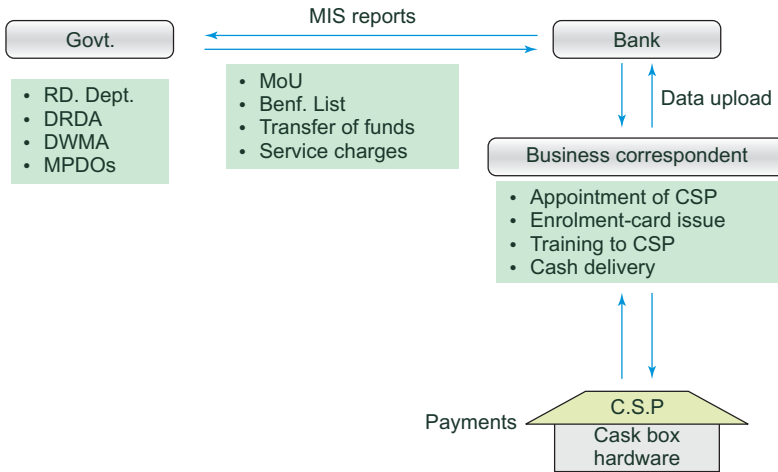 MIS reports
Govt.
Bank
• RD. Dept.
• DRDA
• DWMA
• MPDOs
• MoU
• Benf. List
• Transfer of funds
• Service charges
Data upload
Business correspondent
• Appointment of CSP
• Enrolment-card issue
• Training to CSP
• Cash delivery
Payments
C.S.P
Cask box
hardware